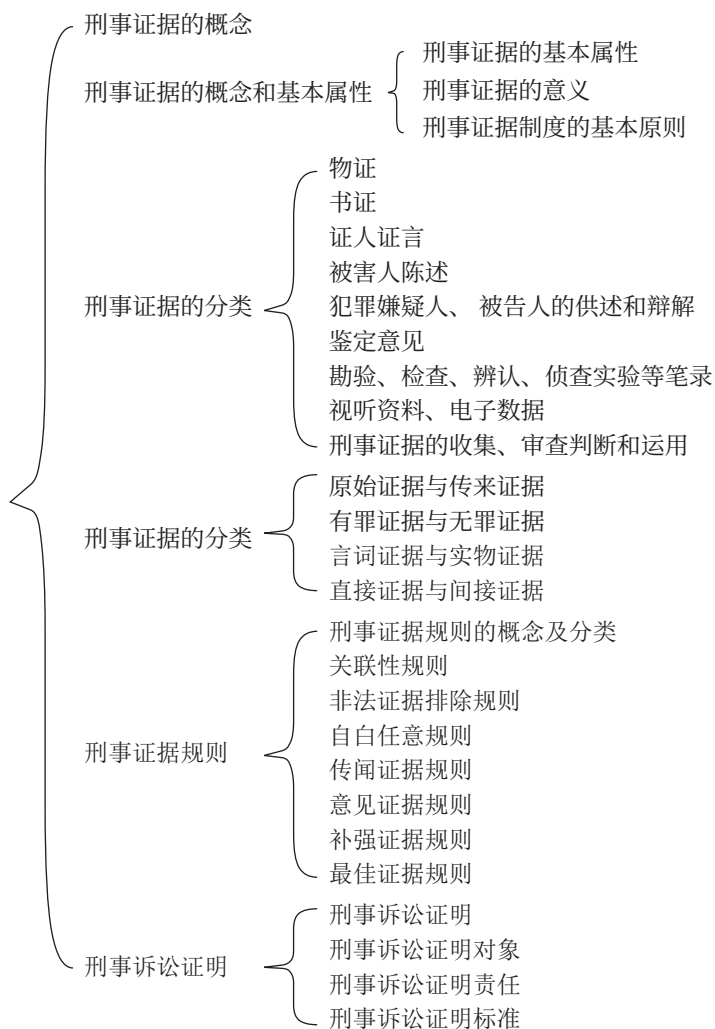 刑事证据的概念
刑事证据的概念和基本属性
刑事证据的基本属性
刑事证据的意义
刑事证据制度的基本原则
刑事证据的分类
物证
书证
证人证言
被害人陈述
犯罪嫌疑人、 被告人的供述和辩解
鉴定意见
勘验、检查、辨认、侦查实验等笔录
视听资料、电子数据
刑事证据的收集、审查判断和运用
刑事证据的分类
原始证据与传来证据
有罪证据与无罪证据
言词证据与实物证据
直接证据与间接证据
刑事证据规则
刑事证据规则的概念及分类
关联性规则
非法证据排除规则
自白任意规则
传闻证据规则
意见证据规则
补强证据规则
最佳证据规则
刑事诉讼证明
刑事诉讼证明
刑事诉讼证明对象
刑事诉讼证明责任
刑事诉讼证明标准